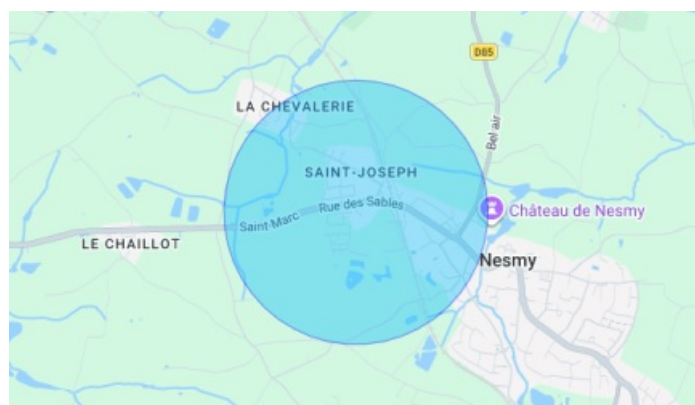 D85
LA CHEVALERIE
Bel air
SAINT-JOSEPH
Rue des Sables
Château de Nesmy
Saint-Marc
LE CHAILLOT
Nesmy